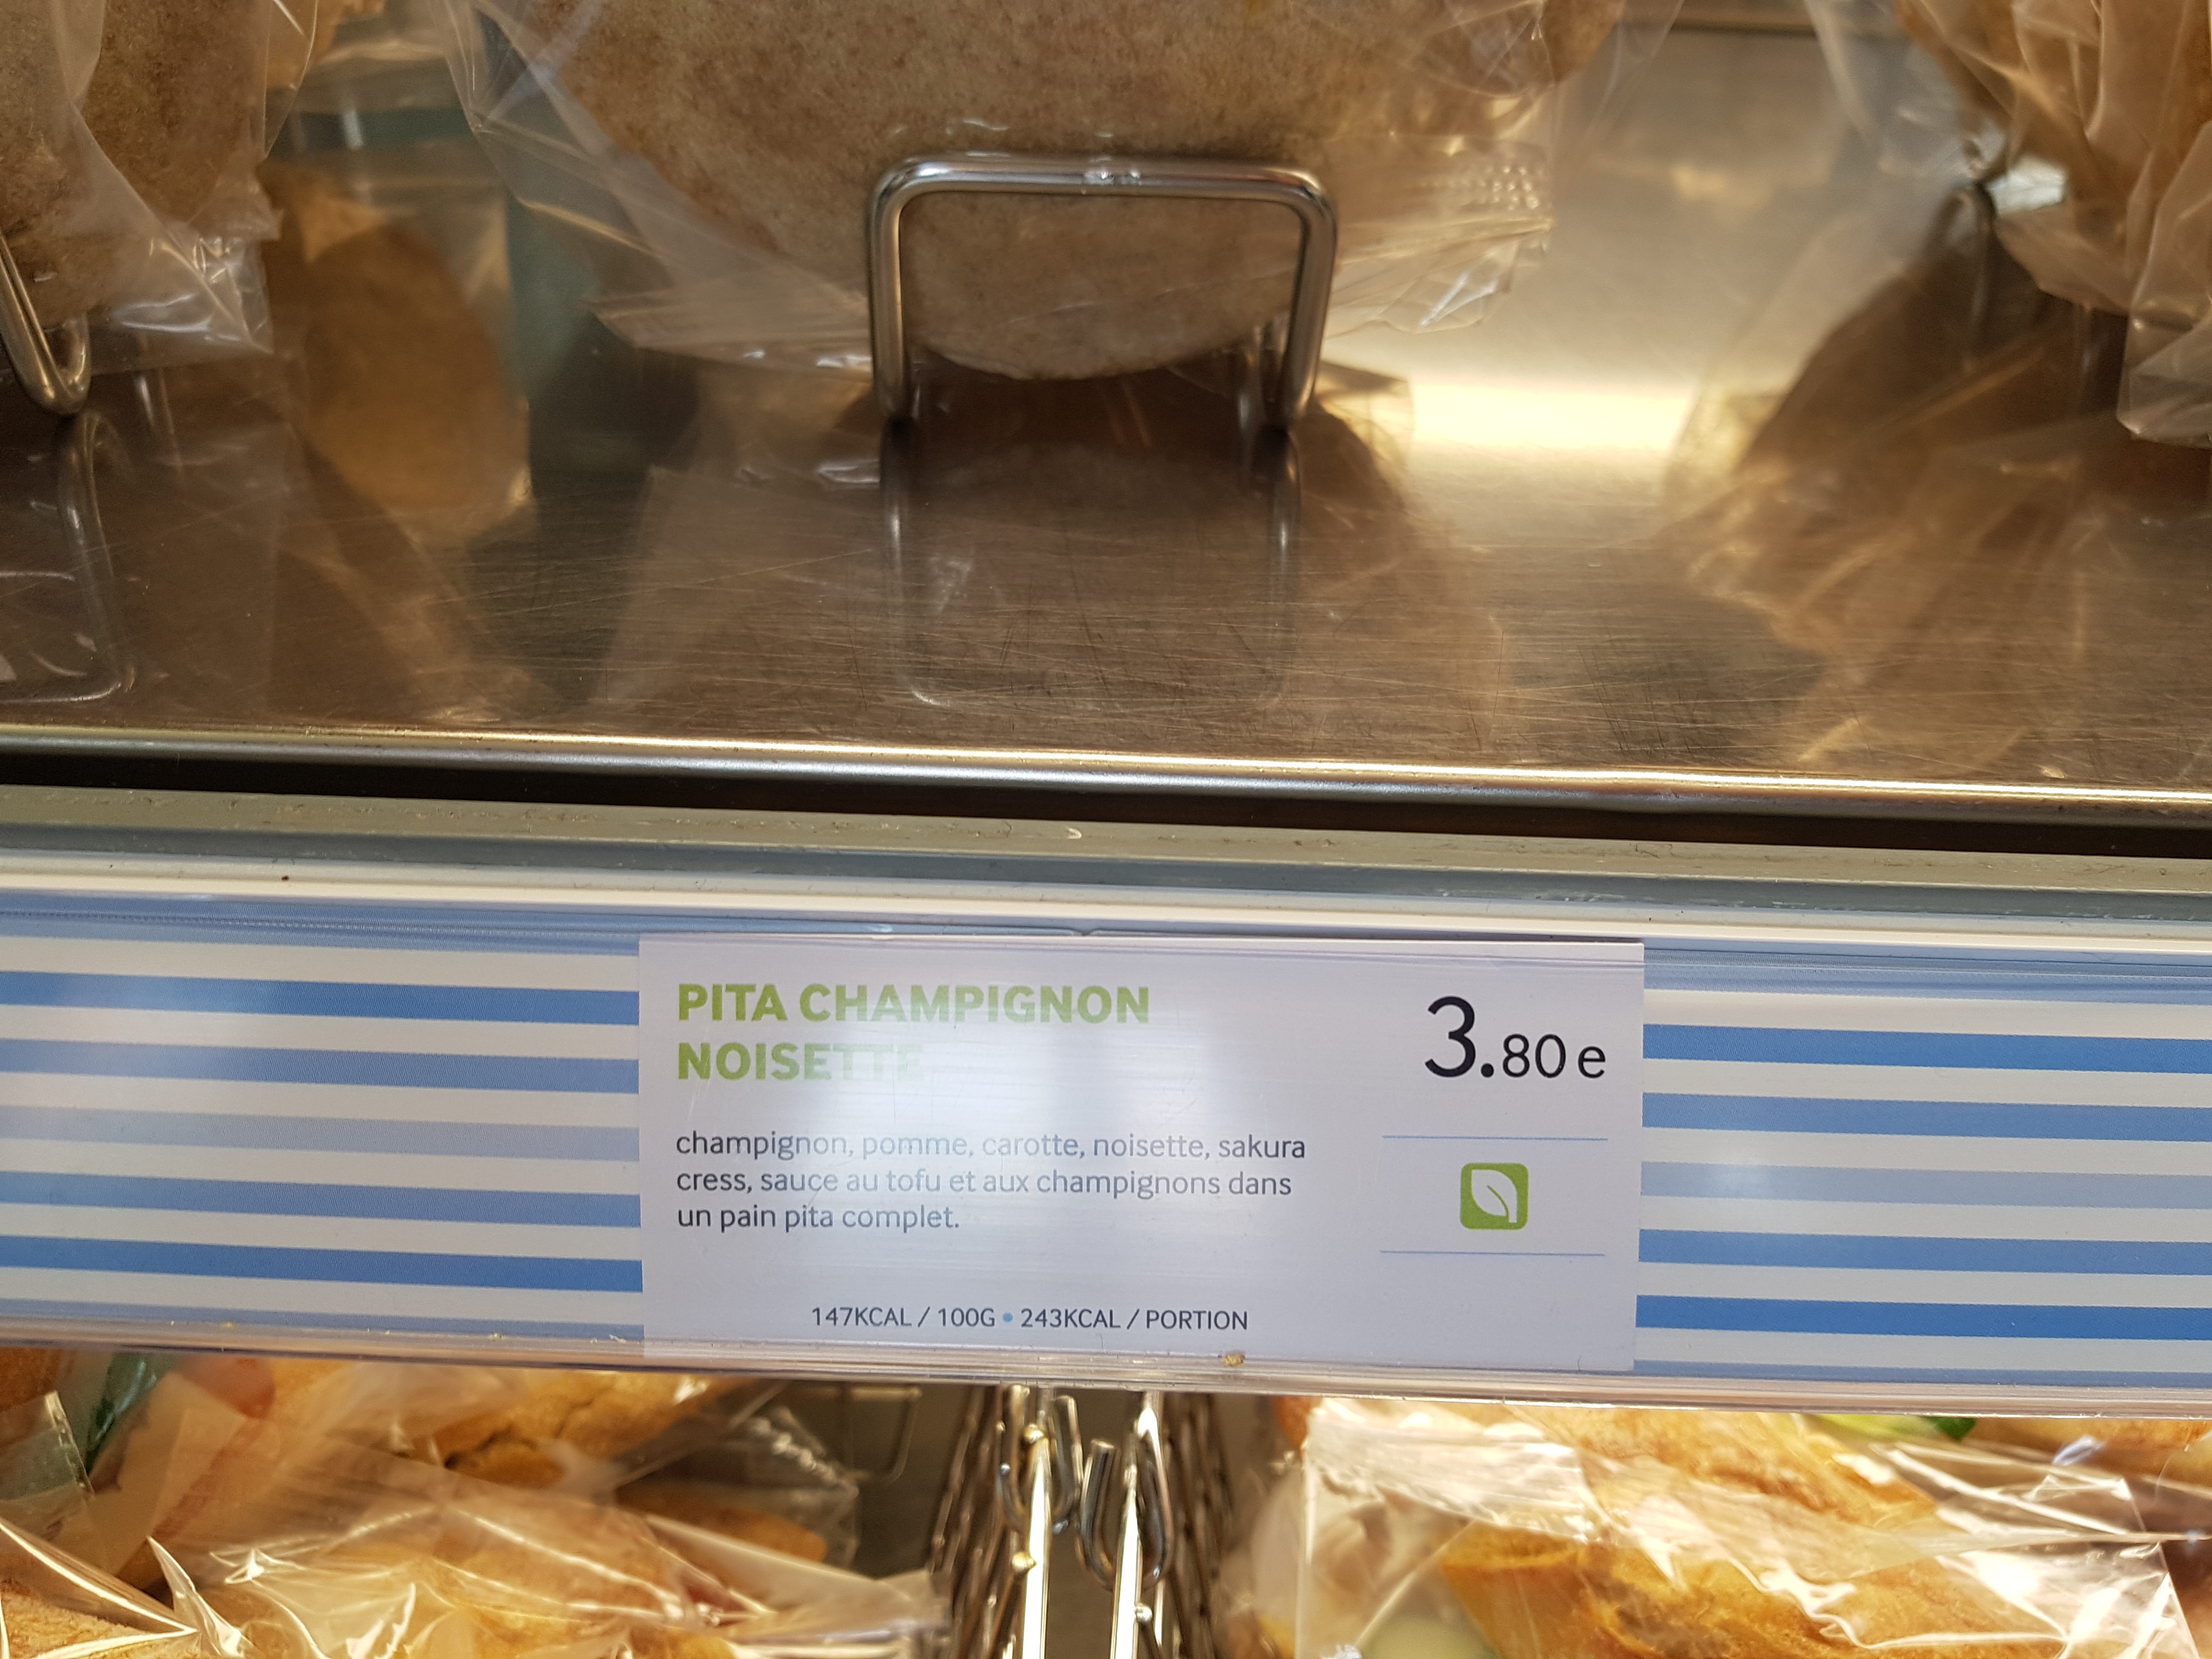 PITA CHAMPIGNON
NOISETTE
3.80 e
champignon, pomme, carotte, noisette, sakura
cress, sauce au tofu et aux champignons dans
un pain pita complet.
147KCAL / 100G • 243KCAL / PORTION